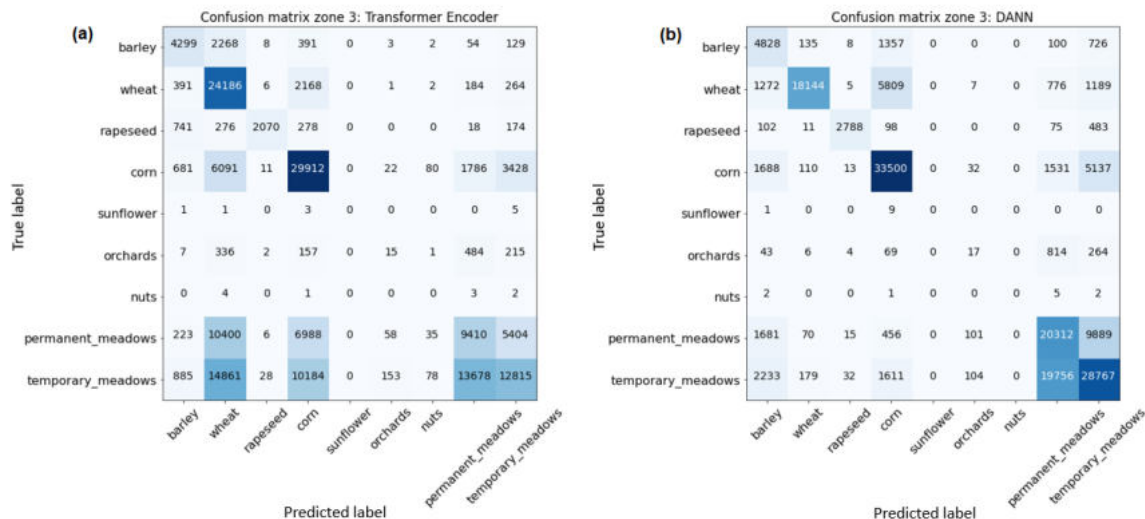 Confusion matrix zone 3: Transformer Encoder
(a)
True label
barley 4299 2268 8 391 0 3 2 54 129
wheat 391 24186 6 2168 0 1 2 184 264
rapeseed 741 276 2070 278 0 0 0 18 174
corn 681 6091 11 29912 0 22 80 1786 3428
sunflower 1 1 0 3 0 0 0 0 5
orchards 7 336 2 157 0 15 1 484 215
nuts 0 4 0 1 0 0 0 3 2
permanent_meadows 223 10400 6 6988 0 58 35 9410 5404
temporary_meadows 885 14861 28 10184 0 153 78 13678 12815
barley wheat rapeseed corn sunflower orchards nuts permanent_meadows temporary_meadows
Predicted label
Confusion matrix zone 3: DANN
(b)
True label
barley 4828 135 8 1357 0 0 0 100 726
wheat 1272 18144 5 5809 0 7 0 776 1189
rapeseed 102 11 2788 98 0 0 0 75 483
corn 1688 110 13 33500 0 32 0 1531 5137
sunflower 1 0 0 9 0 0 0 0 0
orchards 43 6 4 69 0 17 0 814 264
nuts 2 0 0 1 0 0 0 5 2
permanent_meadows 1681 70 15 456 0 101 0 20312 9889
temporary_meadows 2233 179 32 1611 0 104 0 19756 28767
barley wheat rapeseed corn sunflower orchards nuts permanent_meadows temporary_meadows
Predicted label